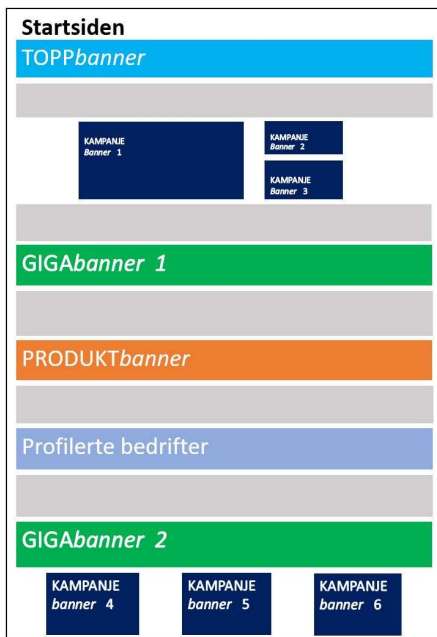 Startsiden
TOPPbanner
KAMPANJE
Banner 1
KAMPANJE
Banner 2
KAMPANJE
Banner 3
GIGAbanner 1
PRODUKTbanner
Profilerte bedrifter
GIGAbanner 2
KAMPANJE
banner 4
KAMPANJE
banner 5
KAMPANJE
banner 6